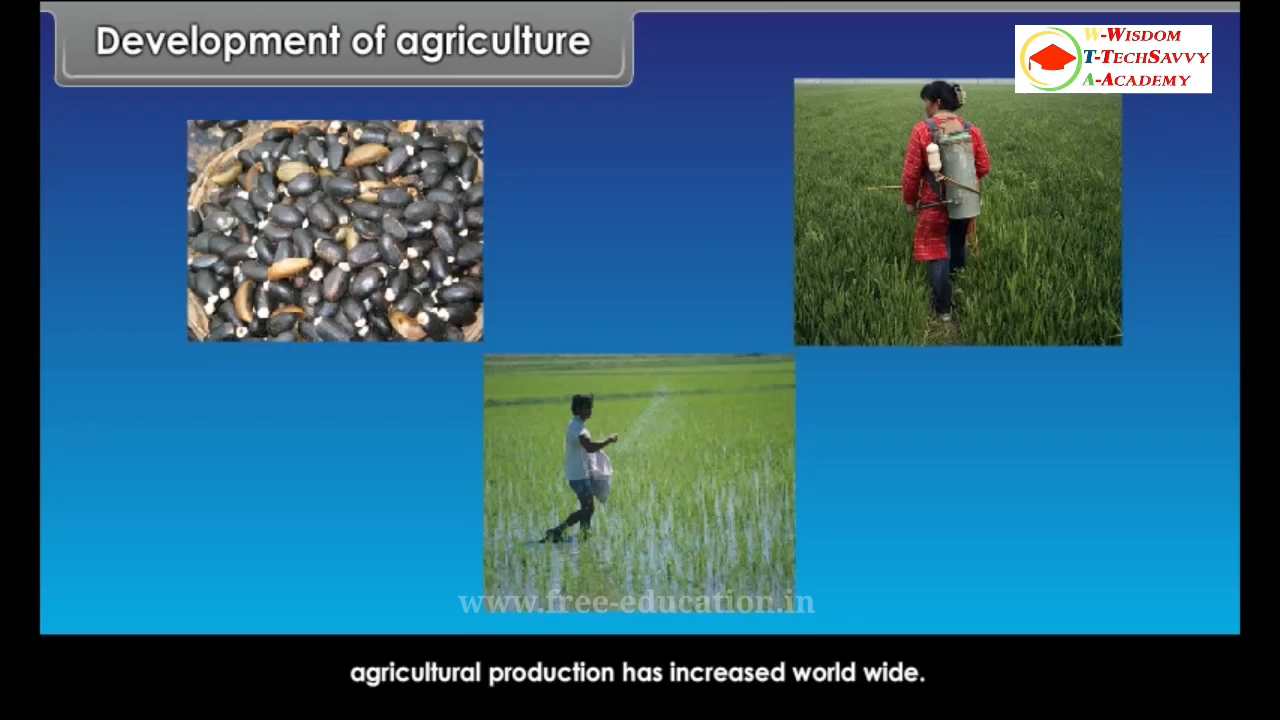 Development of agriculture
W-Wisdom
T-TechSavvy
A-Academy
www.free-education.in
agricultural production has increased world wide.